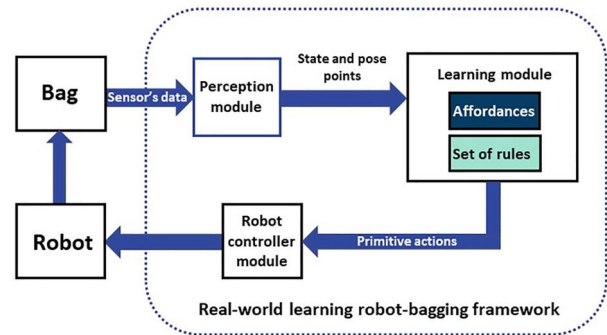 Bag
Sensor's data
Perception
module
State and pose
points
Learning module
Affordances
Set of rules
Robot
Robot
controller
module
Primitive actions
Real-world learning robot-bagging framework